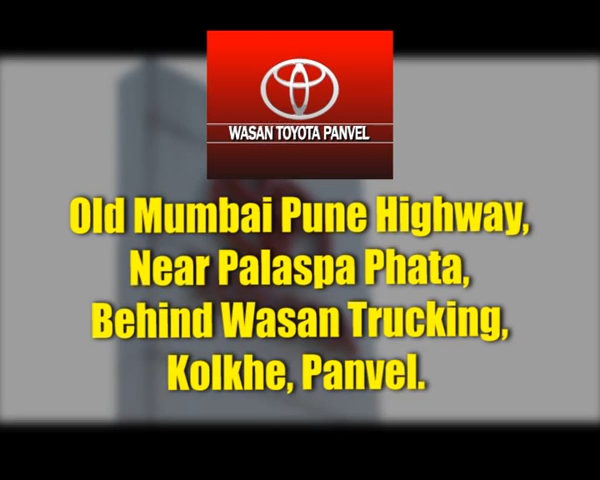 WASAN TOYOTA PANVEL
Old Mumbai Pune Highway,
Near Palaspa Phata,
Behind Wasan Trucking,
Kolkhe, Panvel.